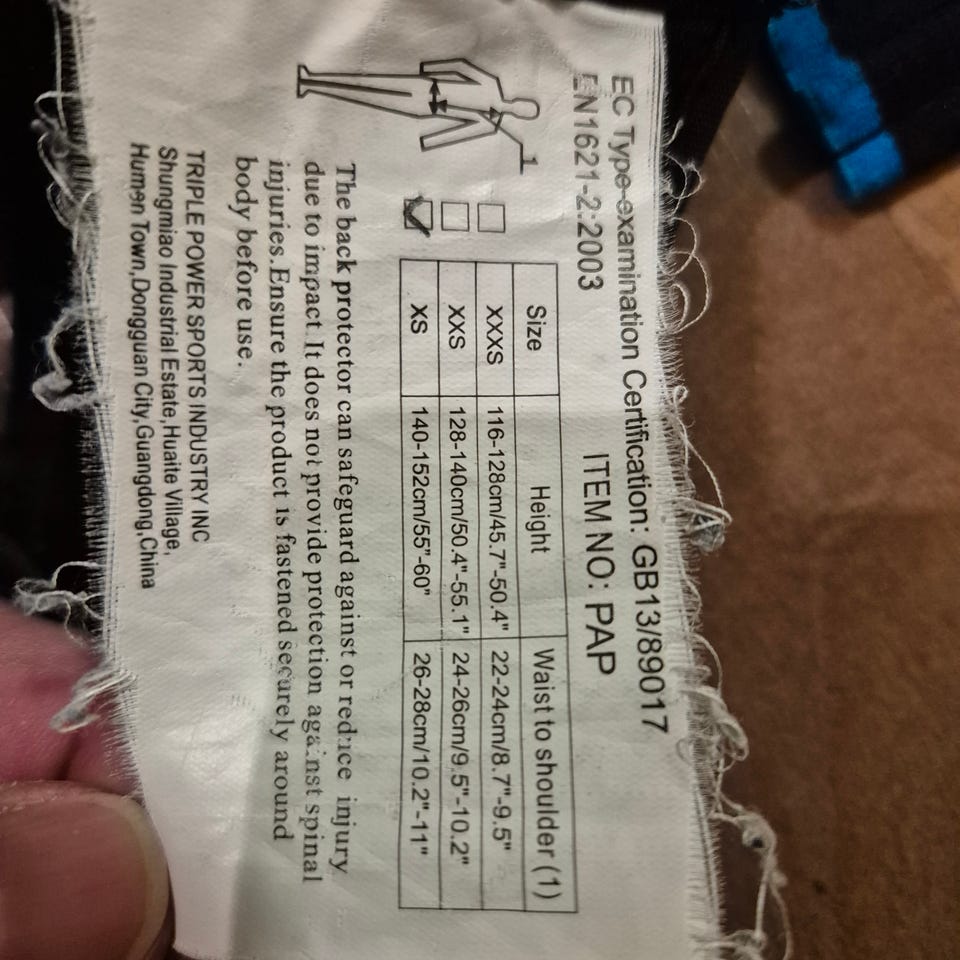 EC Type-examination Certification: GB13/89017
EN1621-2:2003 ITEM NO: PAP
1
Size Height Waist to shoulder (1)
XXXS 116-128cm/45.7"-50.4" 22-24cm/8.7"-9.5"
XXS 128-140cm/50.4"-55.1" 24-26cm/9.5"-10.2"
XS 140-152cm/55"-60" 26-28cm/10.2"-11"
The back protector can safeguard against or reduce injury
due to impact.It does not provide protection against spinal
injuries.Ensure the product is fastened securely around
body before use.
TRIPLE POWER SPORTS INDUSTRY INC
Shungmiao Industrial Estate,Huaite Village,
Humen Town,Dongguan City,Guangdong,China